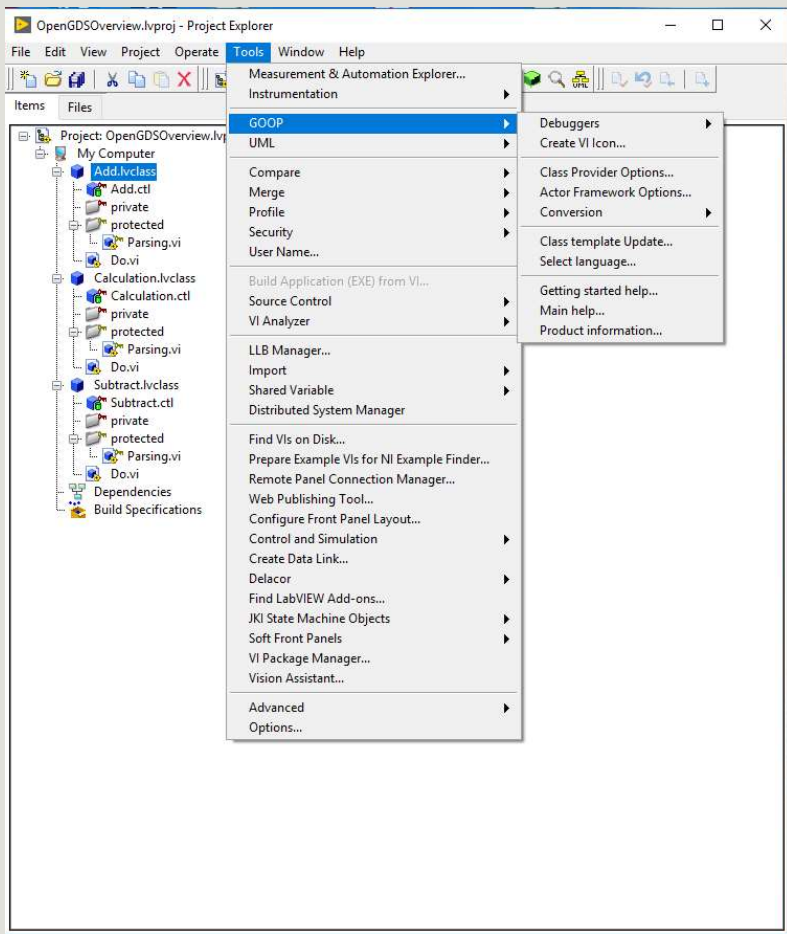 OpenGDSOverview.lvproj - Project Explorer
File Edit View Project Operate Tools Window Help
Items Files
Project: OpenGDSOverview.lvp
My Computer
Add.lvclass
Add.ctl
private
protected
Parsing.vi
Do.vi
Calculation.lvclass
Calculation.ctl
private
protected
Parsing.vi
Do.vi
Subtract.lvclass
Subtract.ctl
private
protected
Parsing.vi
Do.vi
Dependencies
Build Specifications
Measurement & Automation Explorer...
Instrumentation
GOOP
UML
Compare
Merge
Profile
Security
User Name...
Build Application (EXE) from VI...
Source Control
VI Analyzer
LLB Manager...
Import
Shared Variable
Distributed System Manager
Find VIs on Disk...
Prepare Example VIs for NI Example Finder...
Remote Panel Connection Manager...
Web Publishing Tool...
Configure Front Panel Layout...
Control and Simulation
Create Data Link...
Delacor
Find LabVIEW Add-ons...
JKI State Machine Objects
Soft Front Panels
VI Package Manager...
Vision Assistant...
Advanced
Options...
UML
Debuggers
Create VI Icon...
Class Provider Options...
Actor Framework Options...
Conversion
Class template Update...
Select language...
Getting started help...
Main help...
Product information...